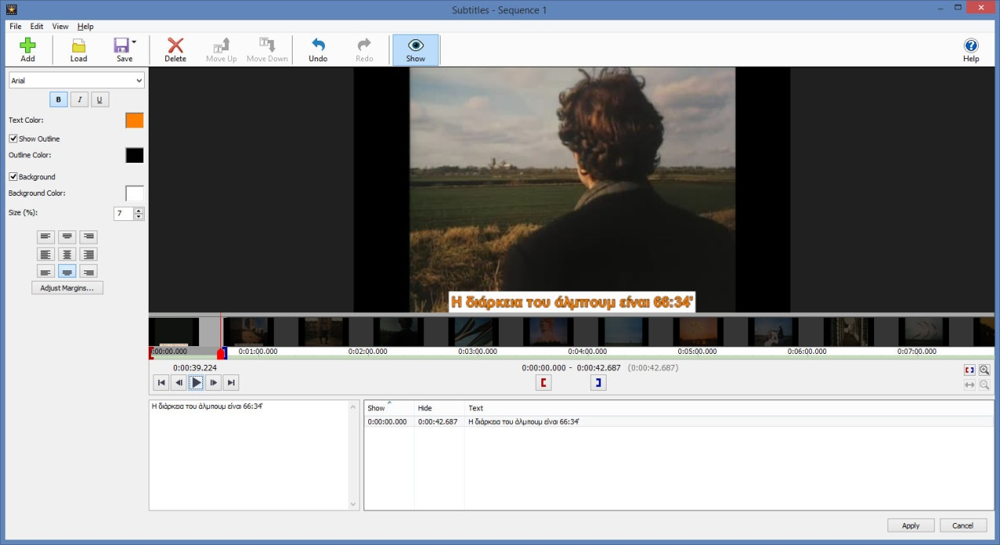 Subtitles - Sequence 1
File Edit View Help
Add Load Save Delete Move Up Move Down Undo Redo Show Help
Arial
B I U
Text Color:
Show Outline
Outline Color:
Background
Background Color:
Size (%): 7
Adjust Margins...
Η διάρκεια του άλμπουμ είναι 66:34'
:00:00.000 0:01:00.000 0:02:00.000 0:03:00.000 0:04:00.000 0:05:00.000 0:06:00.000 0:07:00.000
0:00:39.224 0:00:00.000 - 0:00:42.687 (0:00:42.687)
Η διάρκεια του άλμπουμ είναι 66:34'
Show Hide Text
0:00:00.000 0:00:42.687 Η διάρκεια του άλμπουμ είναι 66:34'
Apply Cancel